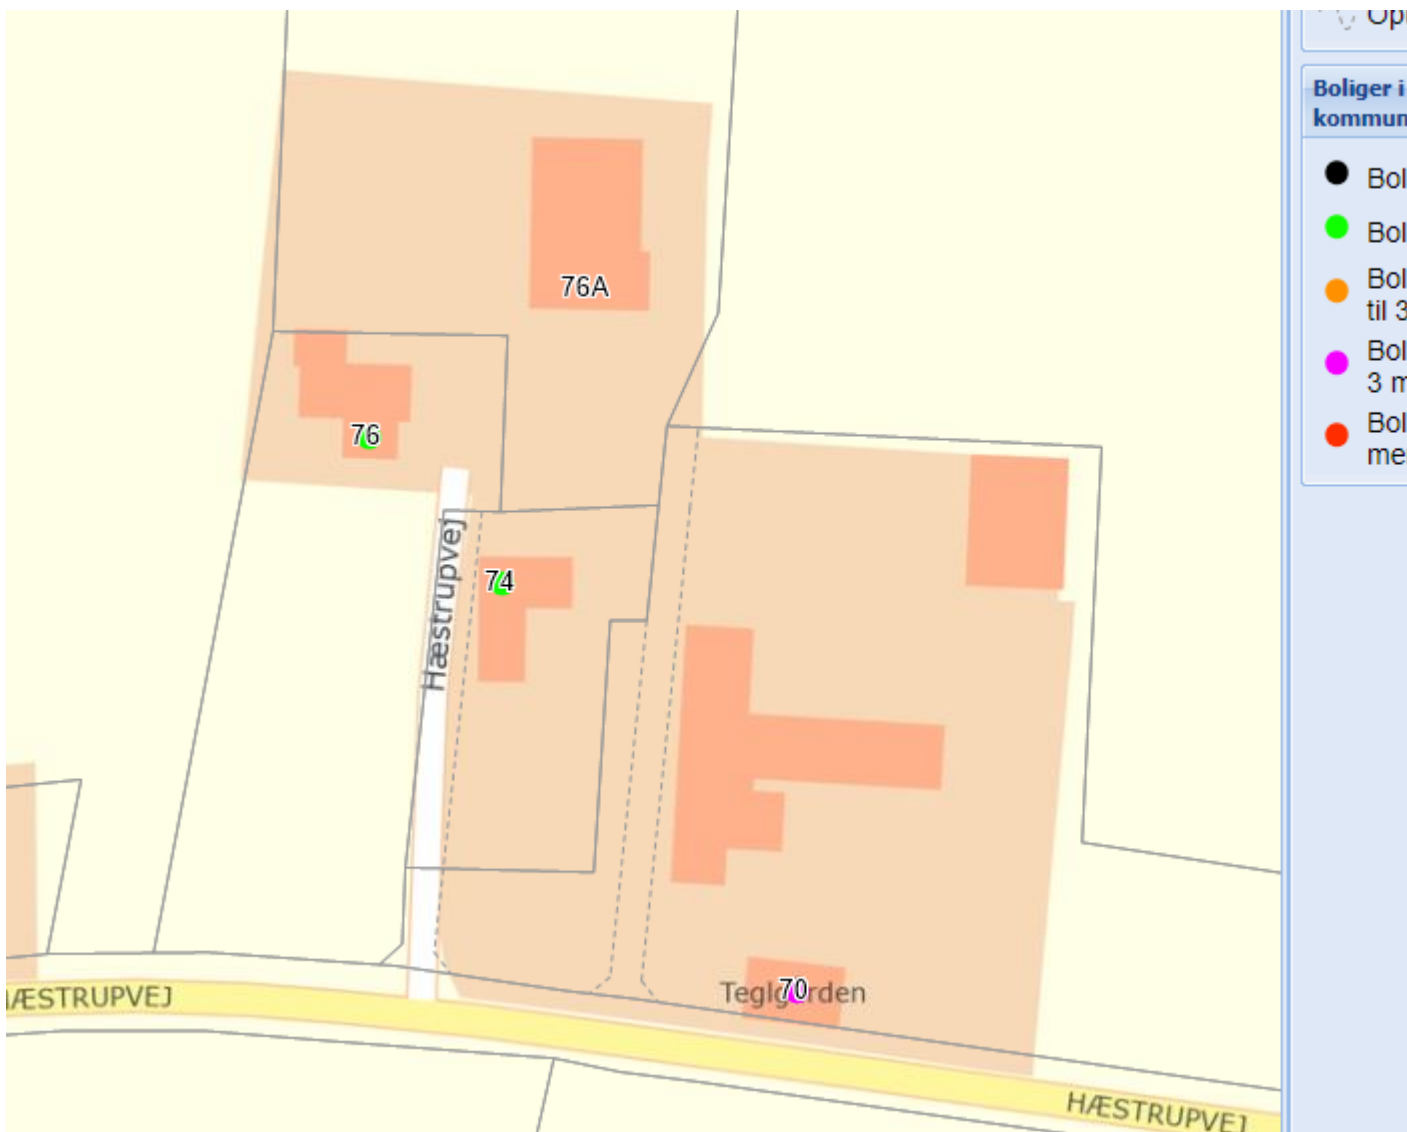 76A
76
Hæstrupvej
74
70
Teglgården
HÆSTRUPVEJ
HÆSTRUPVEJ
Boliger i
kommun
Bol
Bol
Bol
til 3
Bol
3 m
Bol
me